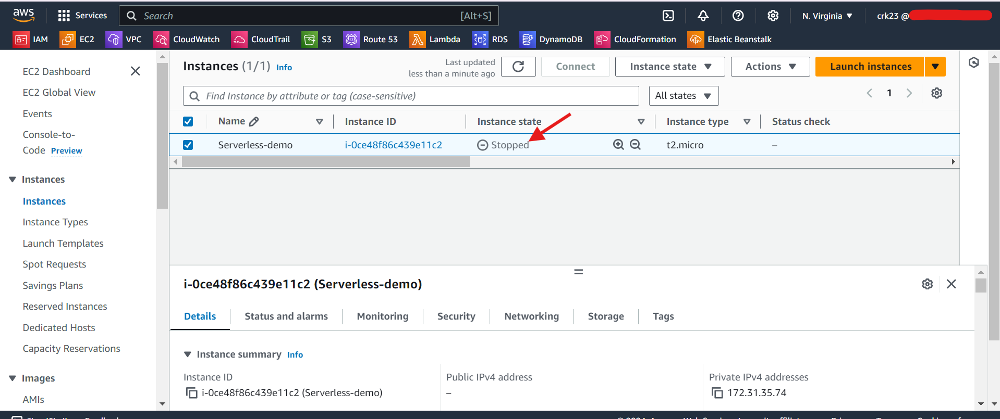 aws
Services
Search
[Alt+S]
N. Virginia
crk23 @
IAM
EC2
VPC
CloudWatch
CloudTrail
S3
Route 53
Lambda
RDS
DynamoDB
CloudFormation
Elastic Beanstalk
EC2 Dashboard
EC2 Global View
Events
Console-to-
Code Preview
Instances
Instances
Instance Types
Launch Templates
Spot Requests
Savings Plans
Reserved Instances
Dedicated Hosts
Capacity Reservations
Images
AMIs
Instances (1/1) Info
Last updated
less than a minute ago
Connect
Instance state
Actions
Launch instances
Find Instance by attribute or tag (case-sensitive)
All states
1
Name
Instance ID
Instance state
Instance type
Status check
Serverless-demo
i-0ce48f86c439e11c2
Stopped
t2.micro
–
i-0ce48f86c439e11c2 (Serverless-demo)
Details
Status and alarms
Monitoring
Security
Networking
Storage
Tags
Instance summary Info
Instance ID
i-0ce48f86c439e11c2 (Serverless-demo)
Public IPv4 address
–
Private IPv4 addresses
172.31.35.74